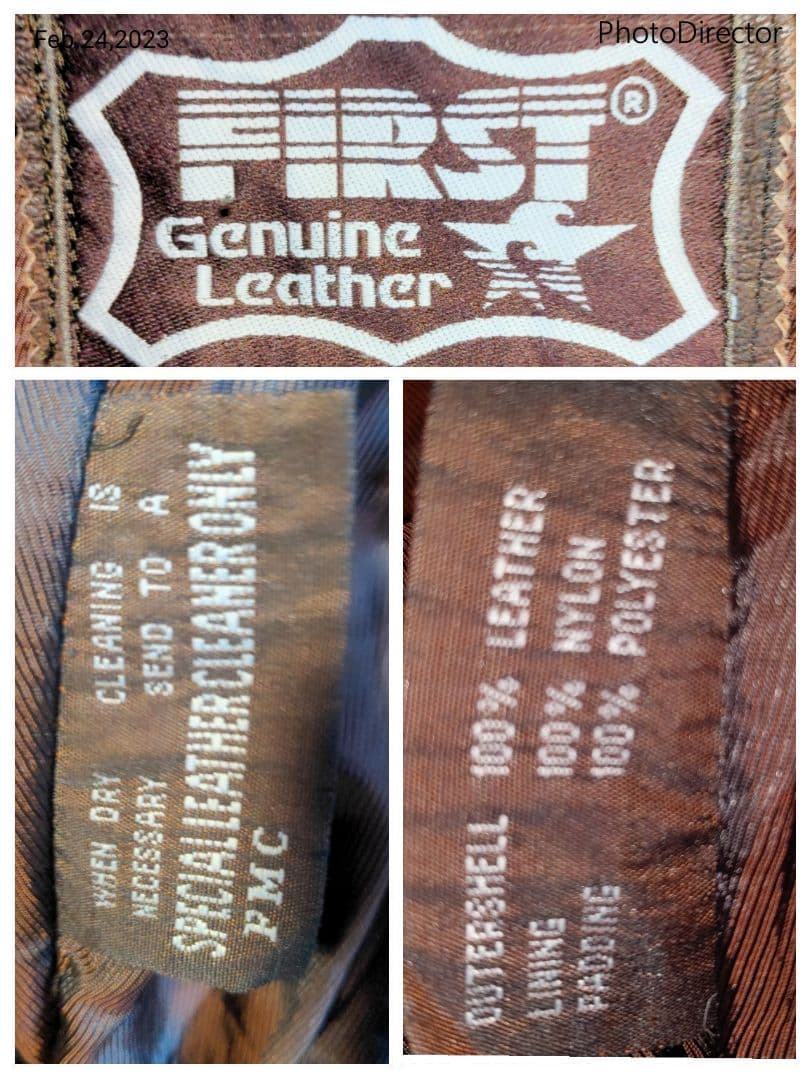 Feb.24,2023
PhotoDirector
FIRST®
Genuine
Leather
WHEN DRY CLEANING IS
NECESSARY SEND TO A
SPECIAL LEATHER CLEANER ONLY
PMC
OUTERSHELL 100% LEATHER
LINING 100% NYLON
PADDING 100% POLYESTER